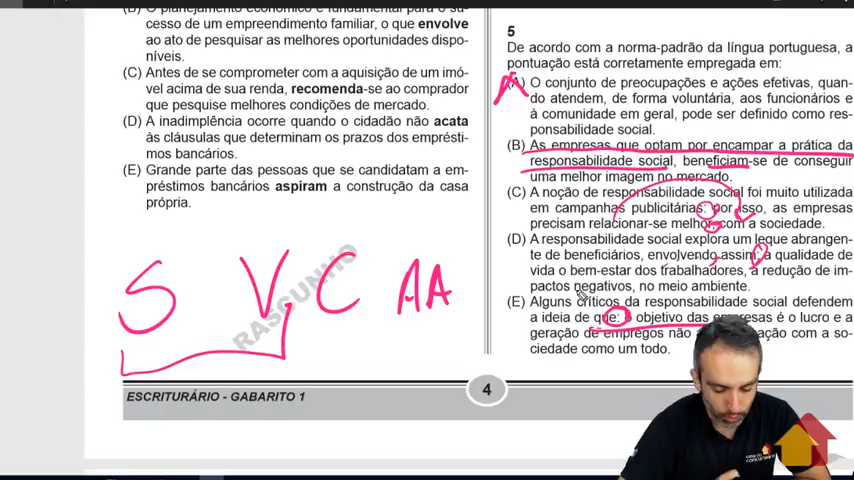 (B) O planejamento econômico é fundamental para o su-
cesso de um empreendimento familiar, o que envolve
ao ato de pesquisar as melhores oportunidades dispo-
níveis.
(C) Antes de se comprometer com a aquisição de um imó-
vel acima de sua renda, recomenda-se ao comprador
que pesquise melhores condições de mercado.
(D) A inadimplência ocorre quando o cidadão não acata
às cláusulas que determinam os prazos dos emprésti-
mos bancários.
(E) Grande parte das pessoas que se candidatam a em-
préstimos bancários aspiram a construção da casa
própria.
S V, C AA
RASCUNHO
5
De acordo com a norma-padrão da língua portuguesa, a
pontuação está corretamente empregada em:
(A) O conjunto de preocupações e ações efetivas, quan-
do atendem, de forma voluntária, aos funcionários e
à comunidade em geral, pode ser definido como res-
ponsabilidade social.
(B) As empresas que optam por encampar a prática da
responsabilidade social, beneficiam-se de conseguir
uma melhor imagem no mercado.
(C) A noção de responsabilidade social foi muito utilizada
em campanhas publicitárias: por isso, as empresas
precisam relacionar-se melhor, com a sociedade.
(D) A responsabilidade social explora um leque abrangen-
te de beneficiários, envolvendo assim: a qualidade de
vida o bem-estar dos trabalhadores, a redução de im-
pactos negativos, no meio ambiente.
(E) Alguns críticos da responsabilidade social defendem
a ideia de que: o objetivo das empresas é o lucro e a
geração de empregos não a com a so-
ciedade como um todo.
ESCRITURÁRIO - GABARITO 1
4